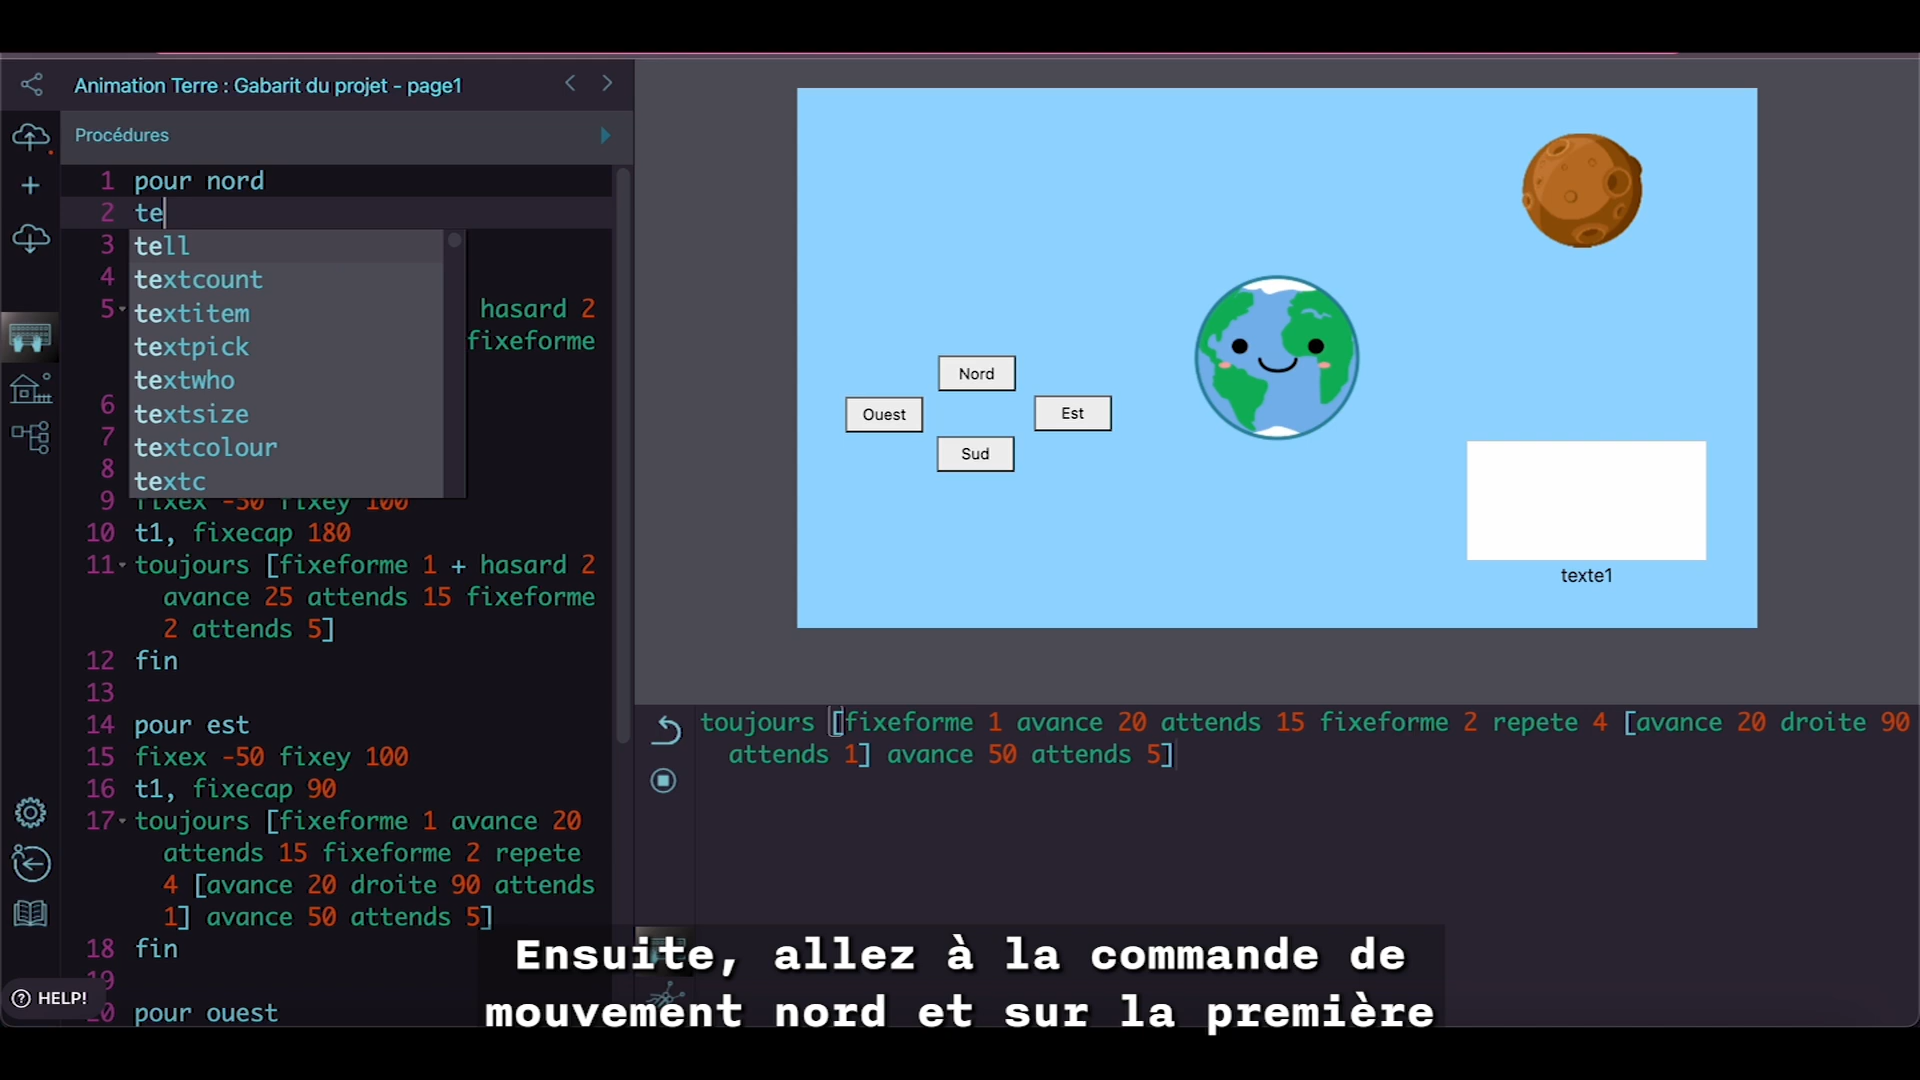 Animation Terre : Gabarit du projet - page1
Procédures
1 pour nord
2 te
3 tell
4 textcount
5 textitem hasard 2
textpick fixeforme
textwho
6 textsize
7 textcolour
8 textc
9 fixex -50 fixey 100
10 t1, fixecap 180
11 toujours [fixeforme 1 + hasard 2
avance 25 attends 15 fixeforme
2 attends 5]
12 fin
13
14 pour est
15 fixex -50 fixey 100
16 t1, fixecap 90
17 toujours [fixeforme 1 avance 20
attends 15 fixeforme 2 repete
4 [avance 20 droite 90 attends
1] avance 50 attends 5]
18 fin
19
20 pour ouest
HELP!
Nord
Ouest
Est
Sud
texte1
toujours [fixeforme 1 avance 20 attends 15 fixeforme 2 repete 4 [avance 20 droite 90
attends 1] avance 50 attends 5]
Ensuite, allez à la commande de
mouvement nord et sur la première